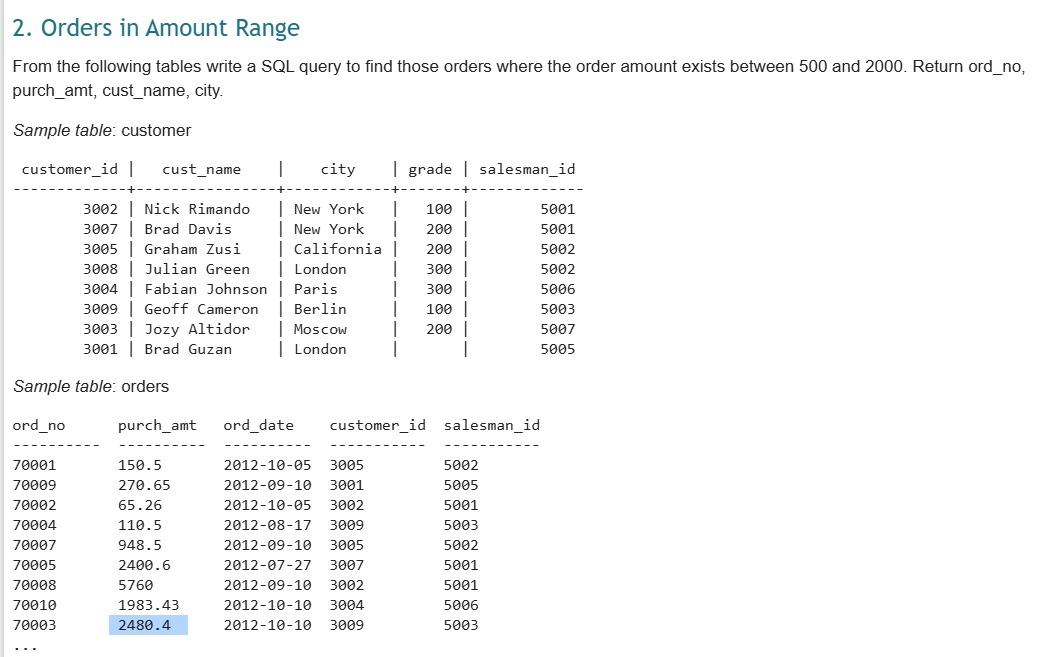 2. Orders in Amount Range
From the following tables write a SQL query to find those orders where the order amount exists between 500 and 2000. Return ord_no,
purch_amt, cust_name, city.
Sample table: customer
customer_id | cust_name | city | grade | salesman_id
-------------+----------------+------------+-------+-------------
3002 | Nick Rimando | New York | 100 | 5001
3007 | Brad Davis | New York | 200 | 5001
3005 | Graham Zusi | California | 200 | 5002
3008 | Julian Green | London | 300 | 5002
3004 | Fabian Johnson | Paris | 300 | 5006
3009 | Geoff Cameron | Berlin | 100 | 5003
3003 | Jozy Altidor | Moscow | 200 | 5007
3001 | Brad Guzan | London | | 5005
Sample table: orders
ord_no purch_amt ord_date customer_id salesman_id
---------- ---------- ---------- ----------- -----------
70001 150.5 2012-10-05 3005 5002
70009 270.65 2012-09-10 3001 5005
70002 65.26 2012-10-05 3002 5001
70004 110.5 2012-08-17 3009 5003
70007 948.5 2012-09-10 3005 5002
70005 2400.6 2012-07-27 3007 5001
70008 5760 2012-09-10 3002 5001
70010 1983.43 2012-10-10 3004 5006
70003 2480.4 2012-10-10 3009 5003
...